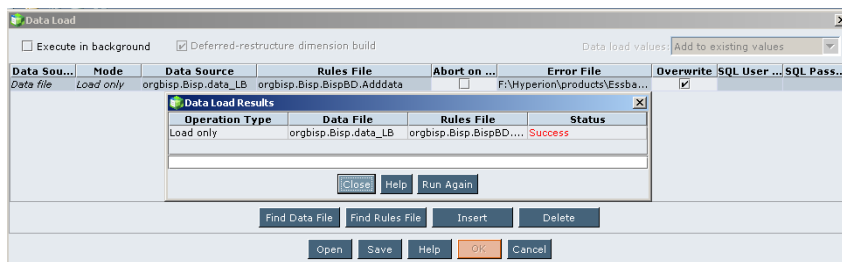 Data Load
Execute in background Deferred-restructure dimension build Data load values: Add to existing values
Data Sou... Mode Data Source Rules File Abort on ... Error File Overwrite SQL User ... SQL Pass...
Data file Load only orgbisp.Bisp.data_LB orgbisp.Bisp.BispBD.Adddata F:\Hyperion\products\Essba...
Data Load Results
Operation Type Data File Rules File Status
Load only orgbisp.Bisp.data_LB orgbisp.Bisp.BispBD.... Success
Close Help Run Again
Find Data File Find Rules File Insert Delete
Open Save Help OK Cancel